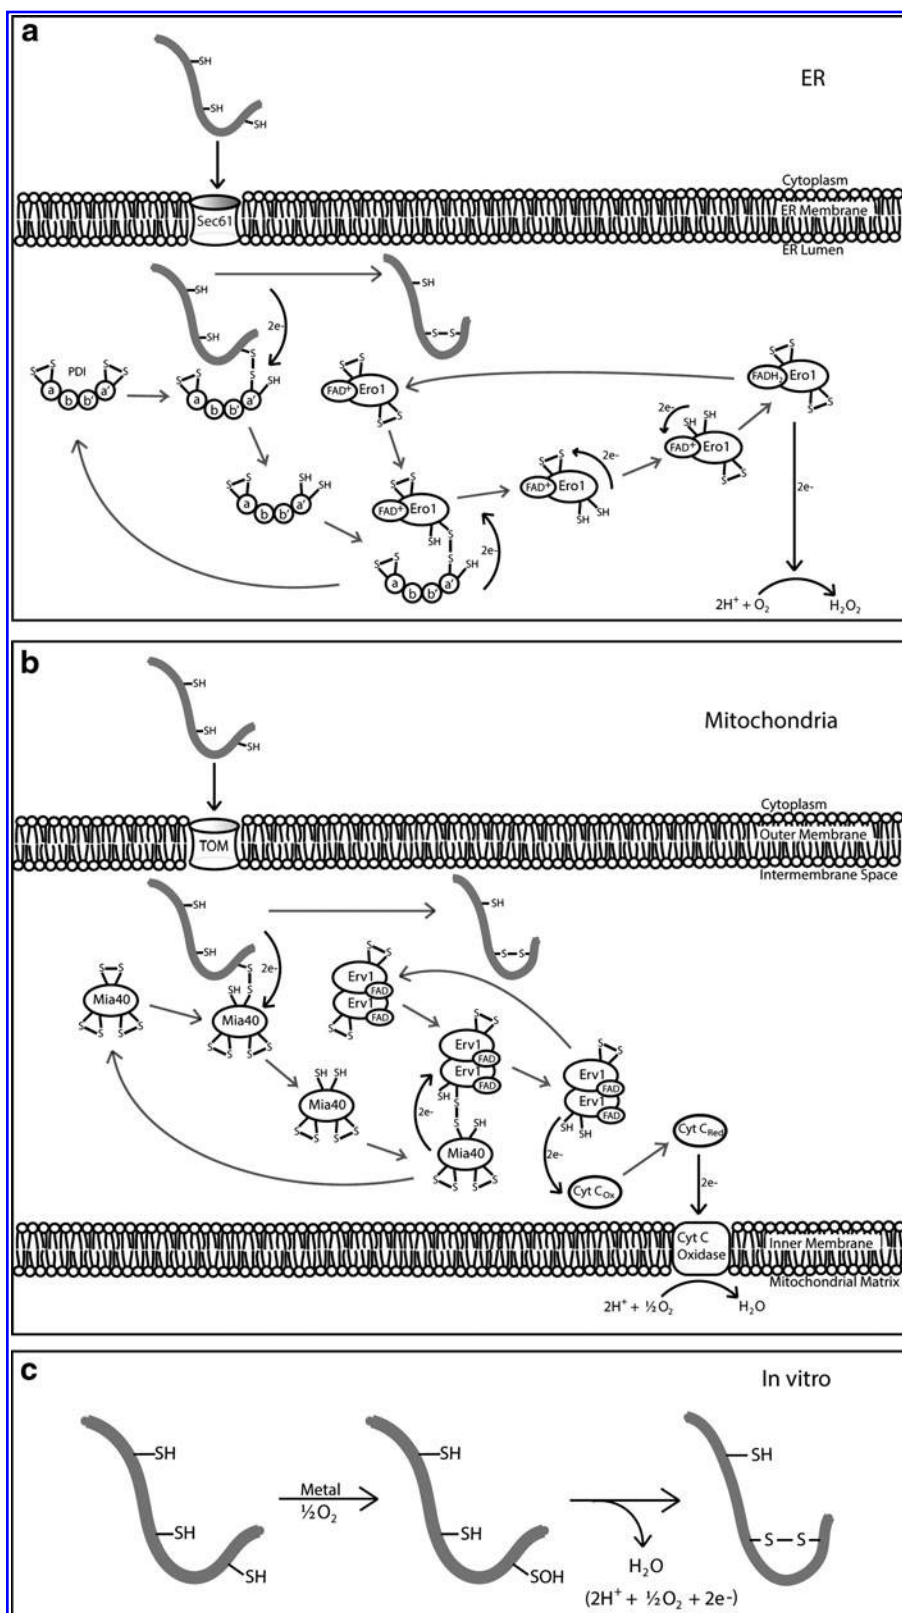 a
ER
SH
SH
SH
Cytoplasm
Sec61
ER Membrane
ER Lumen
SH
SH
2e-
S
S
SH
SH
S-S
S-S
PDI
S-S
a b b' a'
S-S
a b b' a'
S-S
FAD+ Ero1
S-S
S-S
FADH2 Ero1
S-S
SH SH
2e-
FAD+ Ero1
S-S
S-S
2e-
FAD+ Ero1
SH SH
S-S
SH
SH
a b b' a'
S-S
FAD+ Ero1
SH
S
S
2e-
SH
S-S
a b b' a'
2e-
2H+ + O2
H2O2
b
Mitochondria
SH
SH
SH
Cytoplasm
TOM
Outer Membrane
Intermembrane Space
SH
SH
2e-
S
SH S
SH
S-S
S-S
Mia40
S-S S-S
Mia40
S-S S-S
S-S
Erv1
FAD
Erv1
FAD
S-S
SH SH
Mia40
S-S S-S
S-S
Erv1
FAD
Erv1
FAD
SH
S
S
SH
2e-
Mia40
S-S S-S
S-S
Erv1
FAD
Erv1
FAD
SH SH
2e-
Cyt COx
Cyt CRed
2e-
Cyt C
Oxidase
Inner Membrane
Mitochondrial Matrix
2H+ + ½O2
H2O
c
In vitro
SH
SH
SH
Metal
½O2
SH
SH
SOH
H2O
(2H+ + ½O2 + 2e-)
SH
S-S